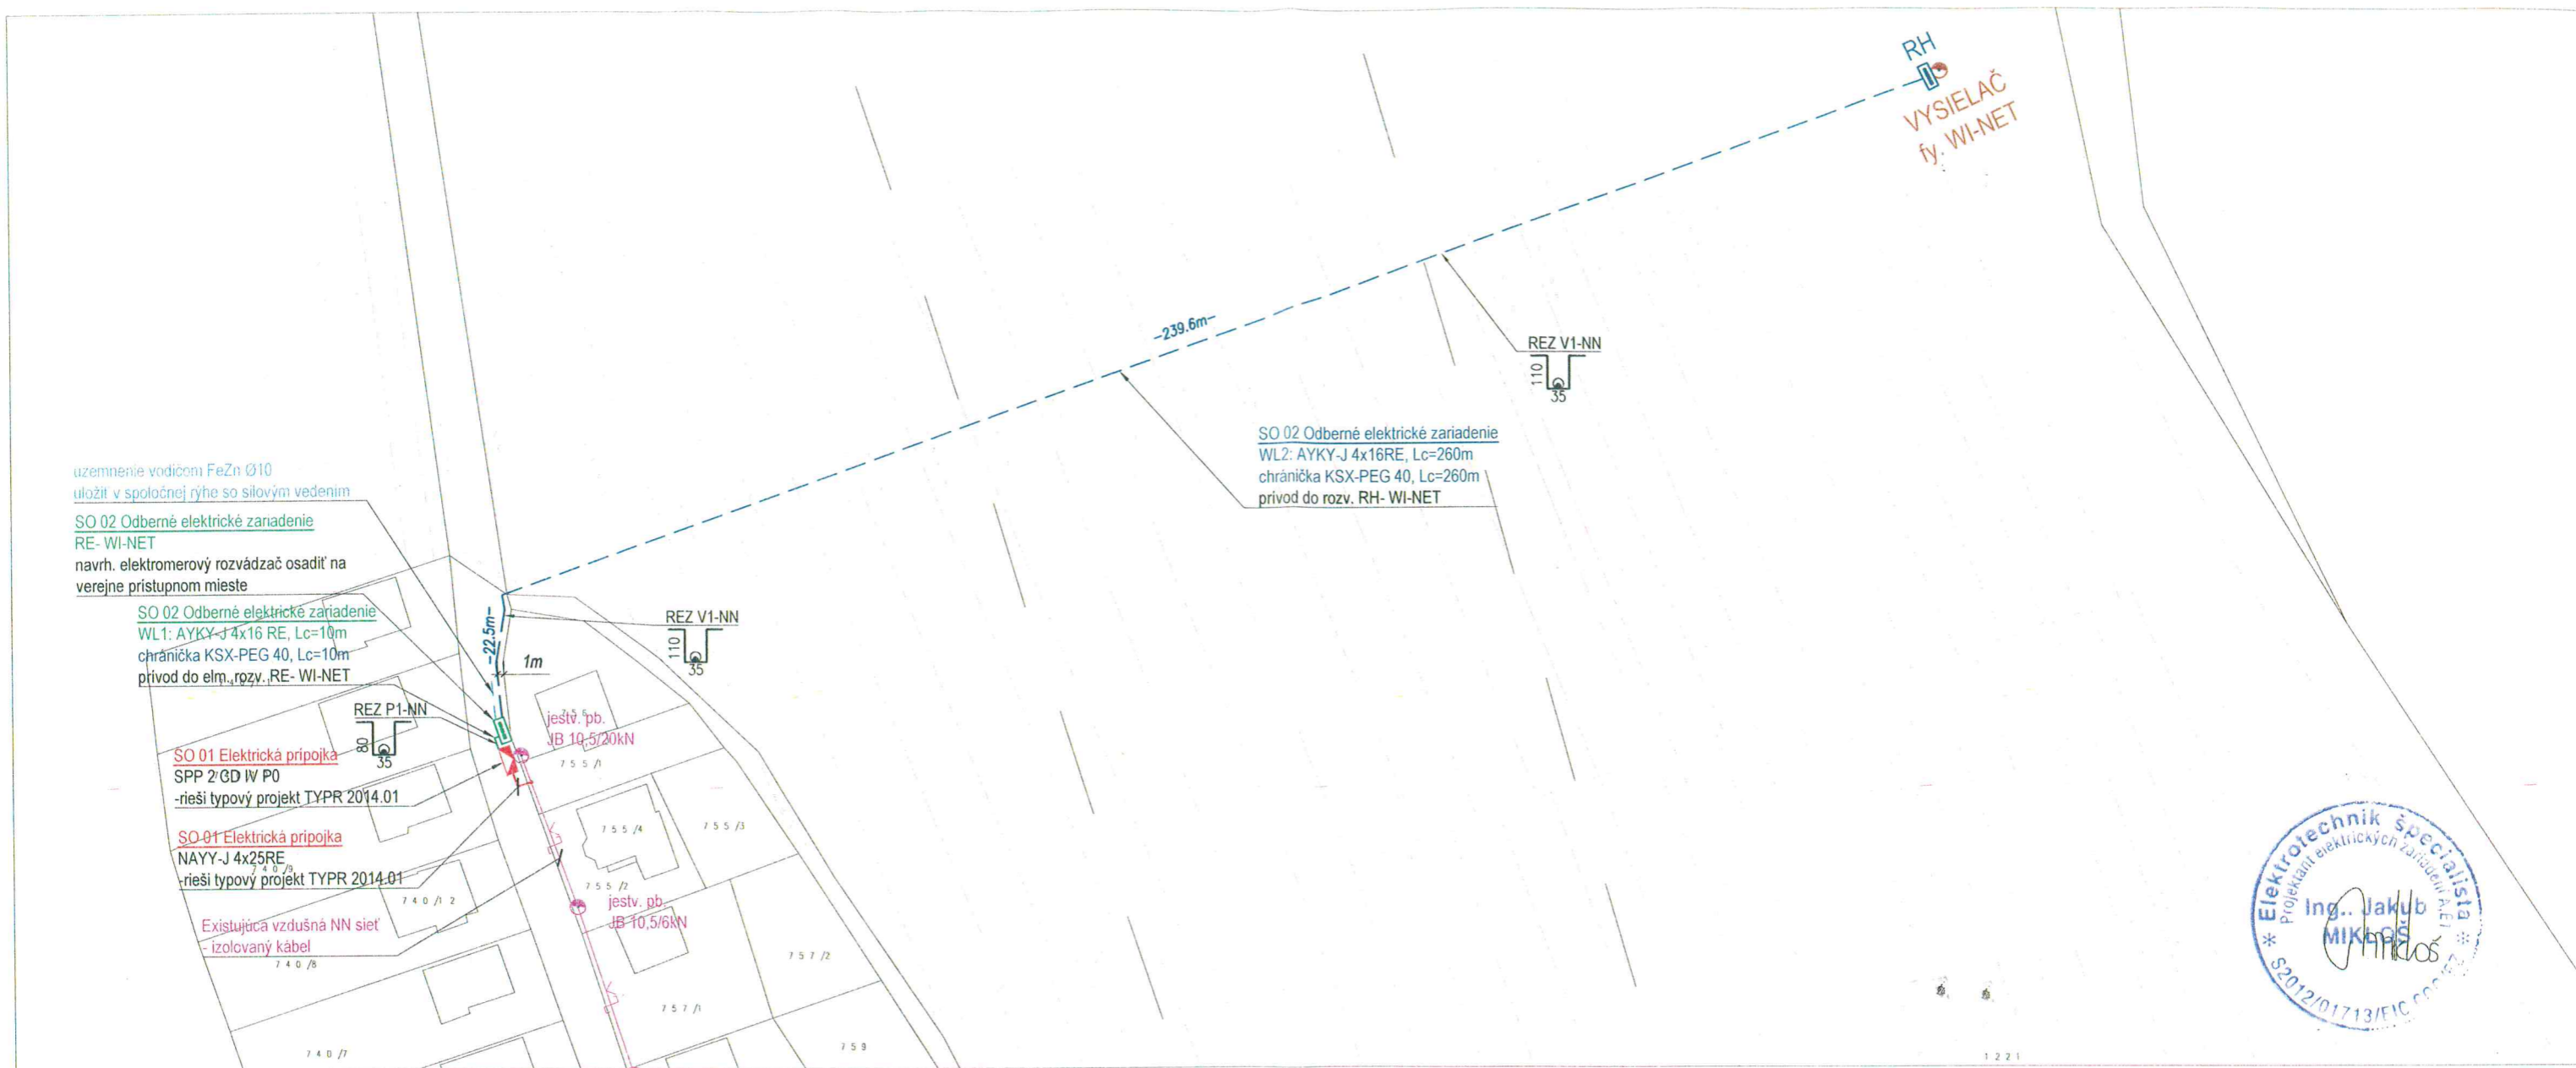 RH
VYSIELAČ
fy. WI-NET
-239.6m-
REZ V1-NN
110
35
SO 02 Odberné elektrické zariadenie
WL2: AYKY-J 4x16RE, Lc=260m
chránička KSX-PEG 40, Lc=260m
prívod do rozv. RH- WI-NET
uzemnenie vodičom FeZn Ø10
uložiť v spoločnej ryhe so silovým vedením
SO 02 Odberné elektrické zariadenie
RE- WI-NET
navrh. elektromerový rozvádzač osadiť na
verejne prístupnom mieste
SO 02 Odberné elektrické zariadenie
WL1: AYKY-J 4x16 RE, Lc=10m
chránička KSX-PEG 40, Lc=10m
prívod do elm. rozv. RE- WI-NET
-22.5m-
1m
REZ V1-NN
110
35
REZ P1-NN
80
35
jestv. pb.
JB 10,5/20kN
755/1
SO 01 Elektrická prípojka
SPP 2 GD IV P0
-rieši typový projekt TYPR 2014.01
SO 01 Elektrická prípojka
NAYY-J 4x25RE
-rieši typový projekt TYPR 2014.01
740/9
740/12
Existujúca vzdušná NN sieť
- izolovaný kábel
740/8
740/7
755/4
755/3
755/2
jestv. pb.
JB 10,5/6kN
757/2
757/1
759
1221
* Elektrotechnik špecialista *
Projektant elektrických zariadení
Ing.. Jakub
MIKLOŠ
S2012/01713/EIC